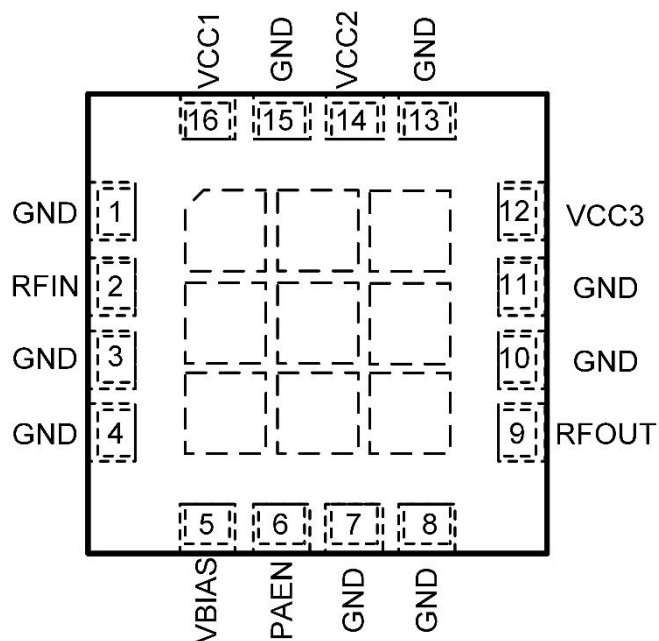 VCC1 GND VCC2 GND
16 15 14 13
GND 1 12 VCC3
RFIN 2 11 GND
GND 3 10 GND
GND 4 9 RFOUT
5 6 7 8
VBIAS PAEN GND GND